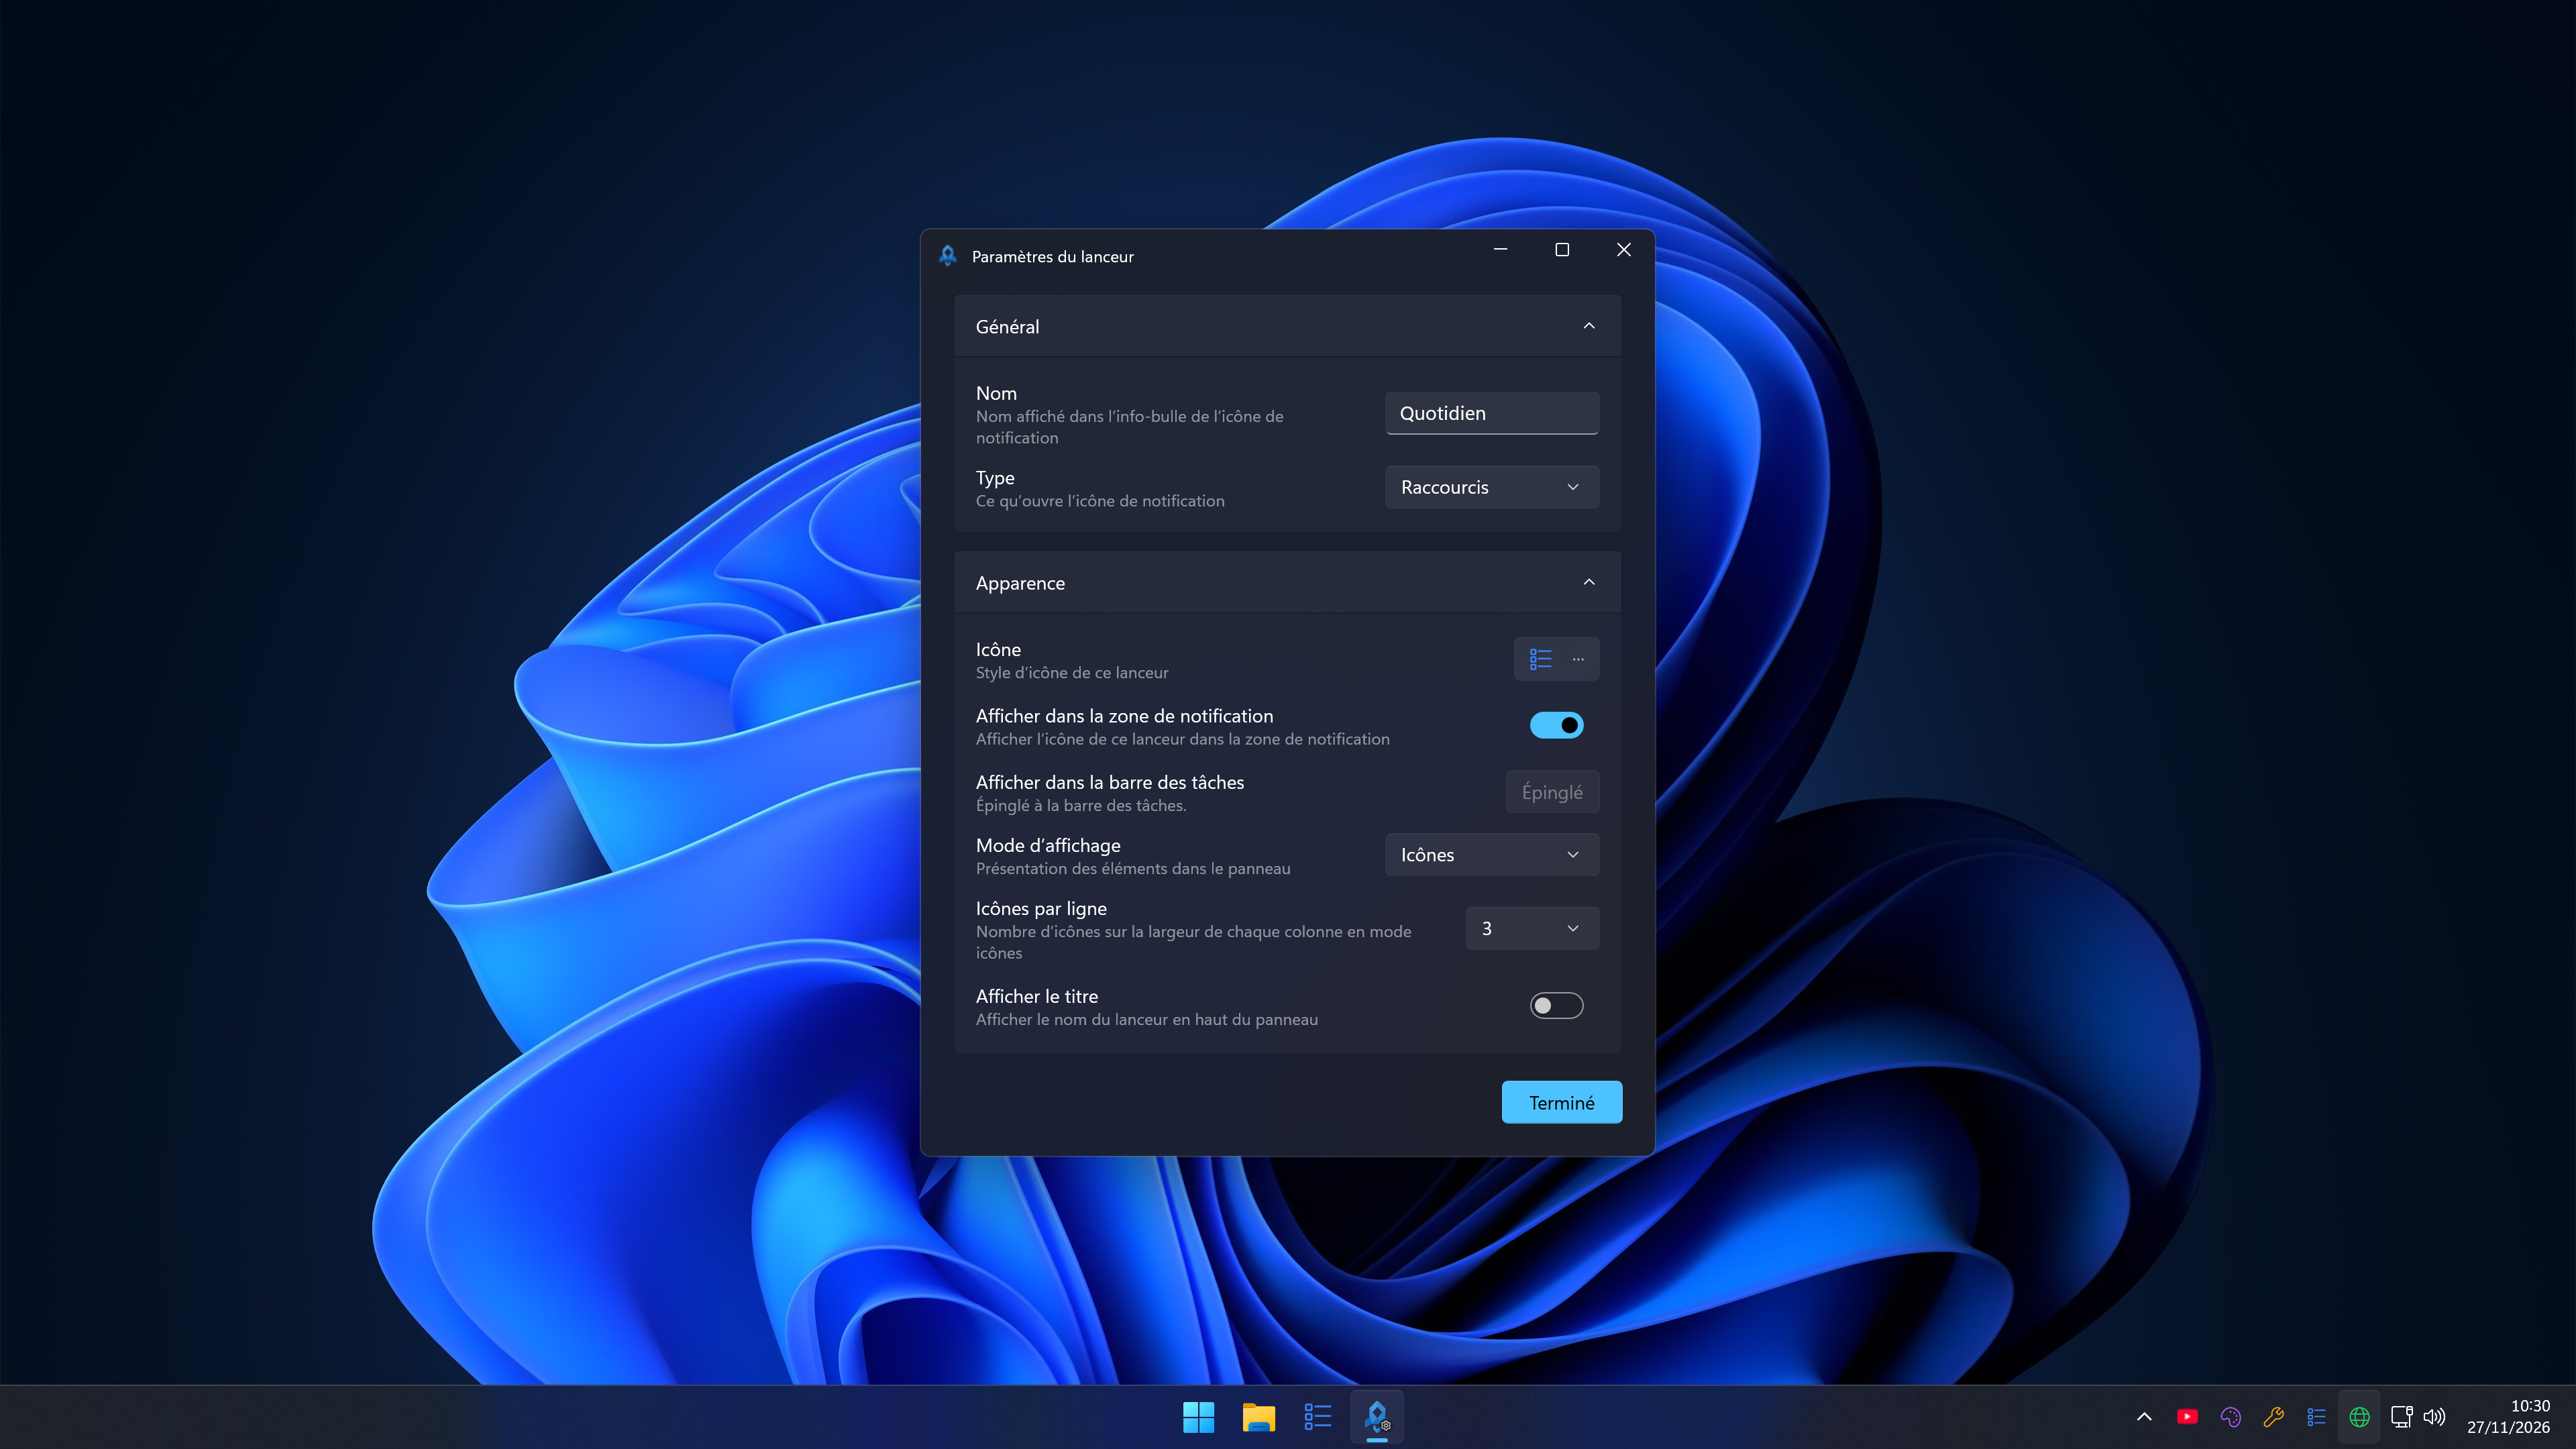 Paramètres du lanceur
Général
Nom
Nom affiché dans l’info-bulle de l’icône de
notification
Quotidien
Type
Ce qu’ouvre l’icône de notification
Raccourcis
Apparence
Icône
Style d’icône de ce lanceur
Afficher dans la zone de notification
Afficher l’icône de ce lanceur dans la zone de notification
Afficher dans la barre des tâches
Épinglé à la barre des tâches.
Épinglé
Mode d’affichage
Présentation des éléments dans le panneau
Icônes
Icônes par ligne
Nombre d’icônes sur la largeur de chaque colonne en mode
icônes
3
Afficher le titre
Afficher le nom du lanceur en haut du panneau
Terminé
10:30
27/11/2026